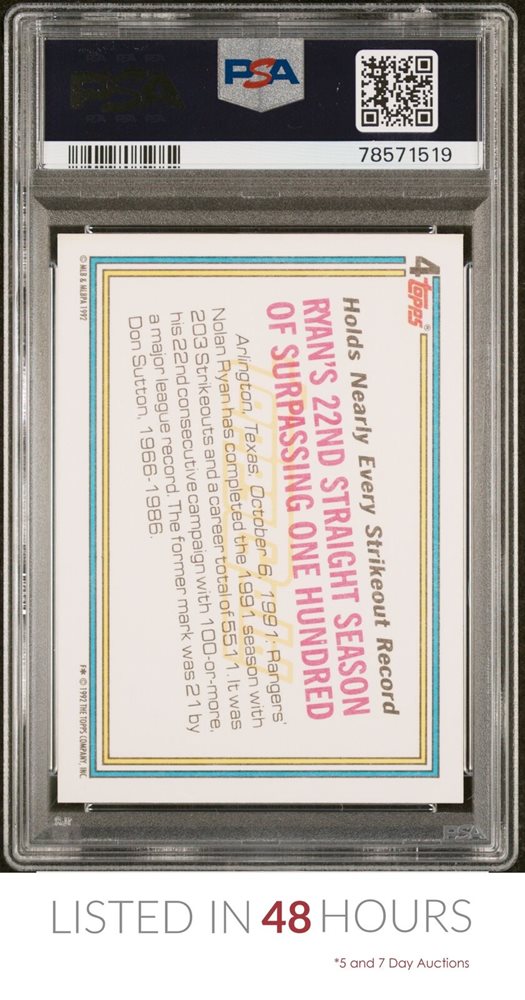 PSA
78571519
4
TOPPS®
Holds Nearly Every Strikeout Record
RYAN'S 22ND STRAIGHT SEASON
OF SURPASSING ONE HUNDRED
Arlington, Texas, October 6, 1991: Rangers'
Nolan Ryan has completed the 1991 season with
203 Strikeouts and a career total of 5511. It was
his 22nd consecutive campaign with 100-or-more,
a major league record. The former mark was 21 by
Don Sutton, 1966-1986.
© MLB & MLBPA 1992
F* © 1992 THE TOPPS COMPANY, INC.
PSA
LISTED IN 48 HOURS
*5 and 7 Day Auctions